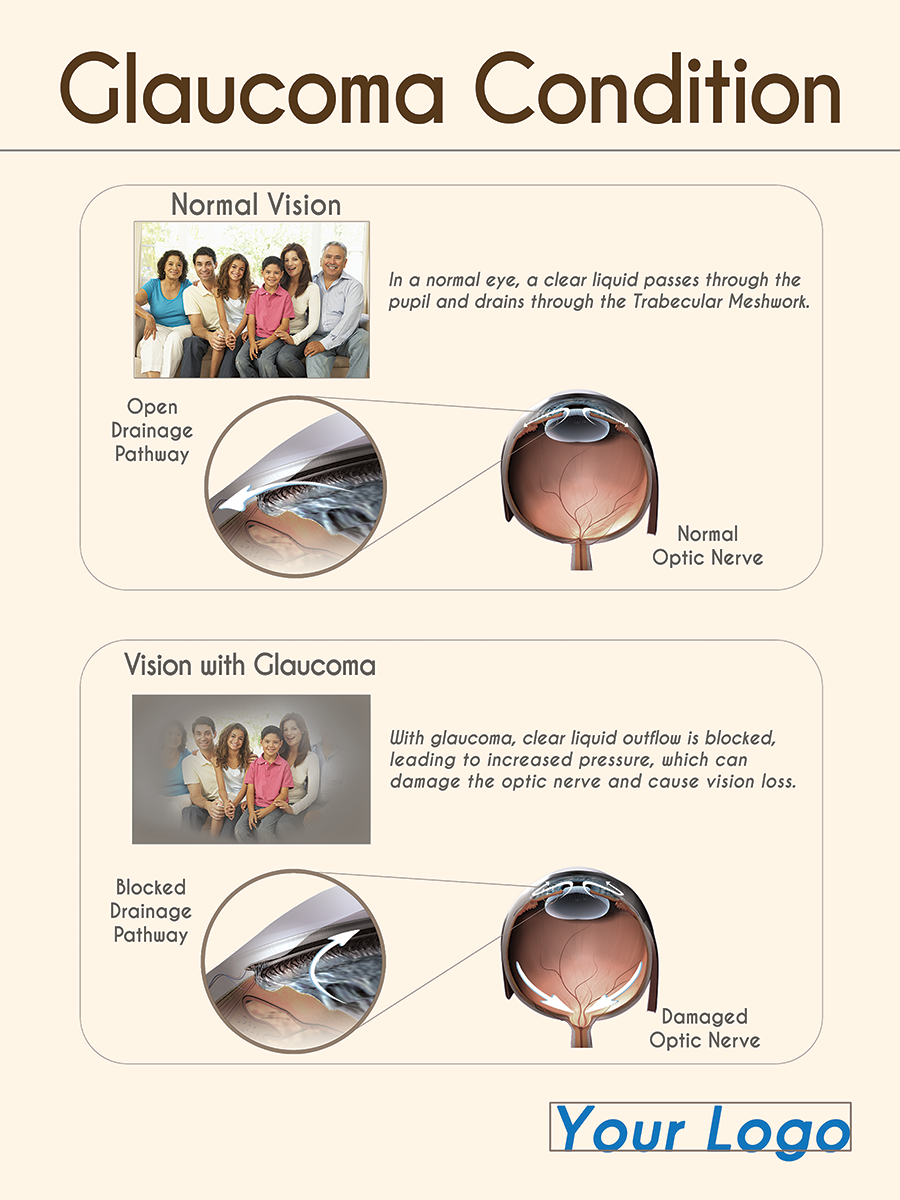 Glaucoma Condition
Normal Vision
In a normal eye, a clear liquid passes through the
pupil and drains through the Trabecular Meshwork.
Open
Drainage
Pathway
Normal
Optic Nerve
Vision with Glaucoma
With glaucoma, clear liquid outflow is blocked,
leading to increased pressure, which can
damage the optic nerve and cause vision loss.
Blocked
Drainage
Pathway
Damaged
Optic Nerve
Your Logo